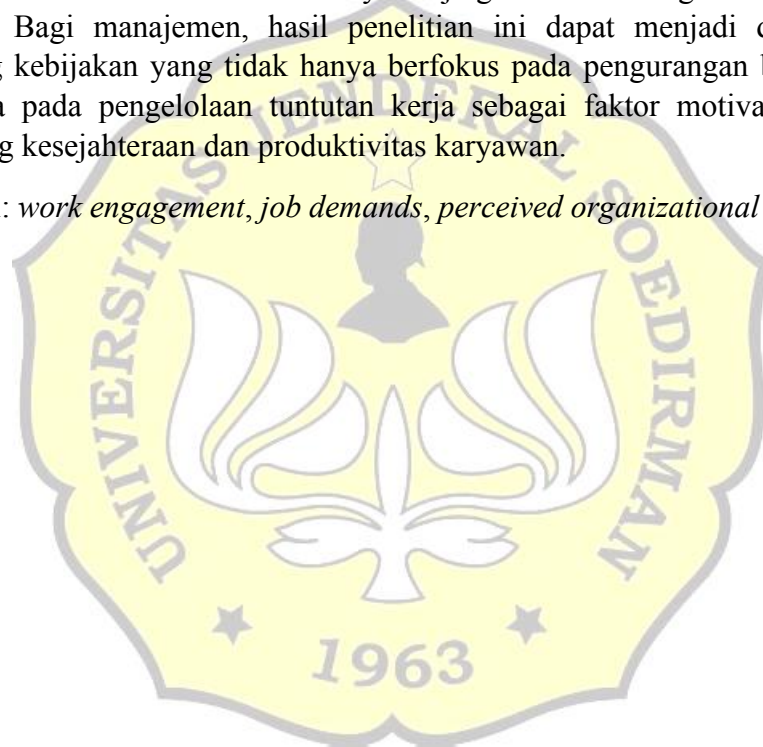 Bagi manajemen, hasil penelitian ini dapat menjadi
kebijakan yang tidak hanya berfokus pada pengurangan
pada pengelolaan tuntutan kerja sebagai faktor
kesejahteraan dan produktivitas karyawan.
: work engagement, job demands, perceived organizational
UNIVERSITAS JENDERAL SOEDIRMAN
1963